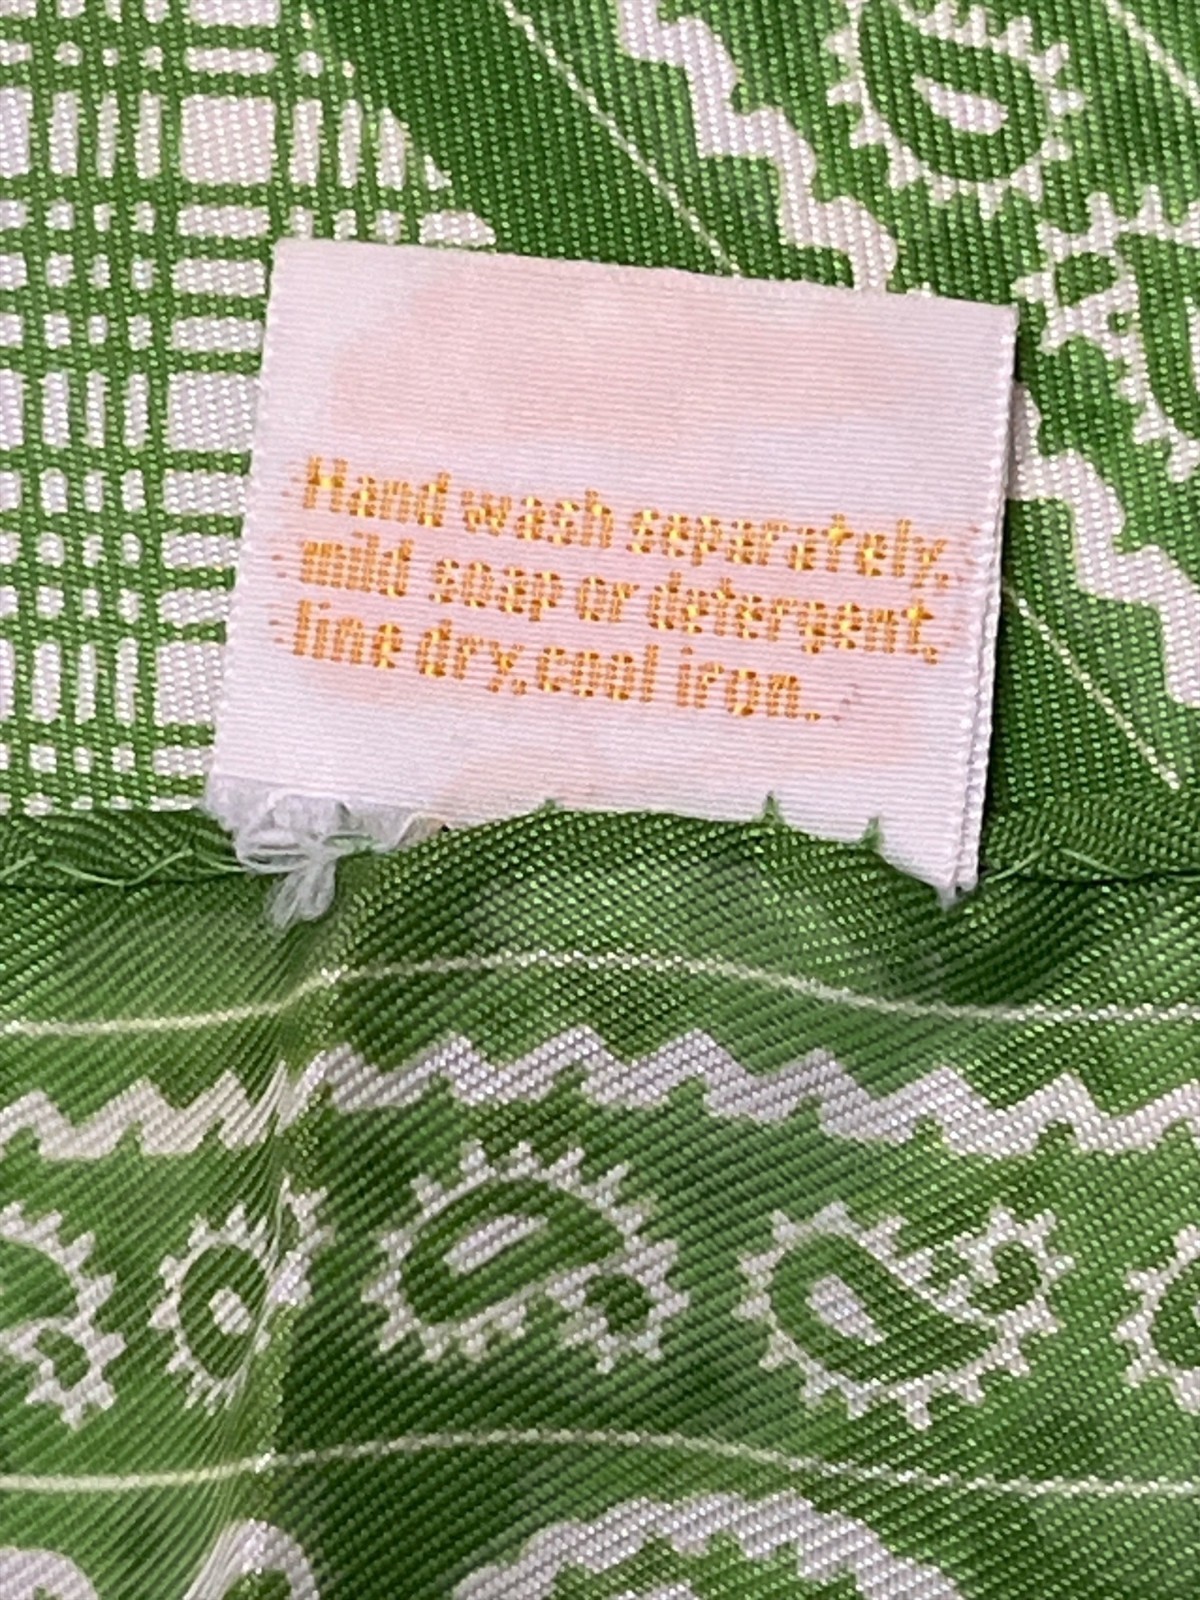 Hand wash separately,
mild soap or detergent,
line dry, cool iron.